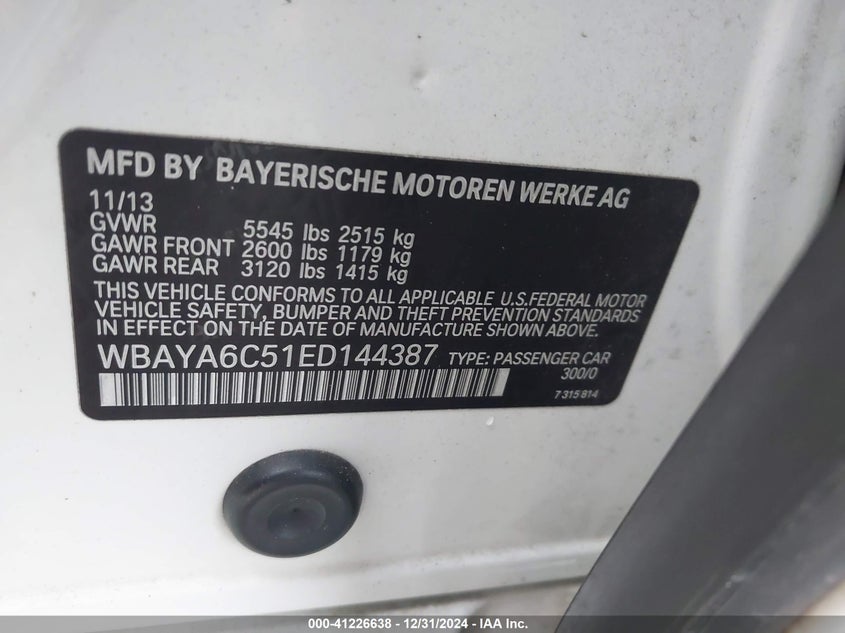 MFD BY BAYERISCHE MOTOREN WERKE AG
11/13
GVWR 5545 lbs 2515 kg
GAWR FRONT 2600 lbs 1179 kg
GAWR REAR 3120 lbs 1415 kg
THIS VEHICLE CONFORMS TO ALL APPLICABLE U.S.FEDERAL MOTOR
VEHICLE SAFETY, BUMPER AND THEFT PREVENTION STANDARDS
IN EFFECT ON THE DATE OF MANUFACTURE SHOWN ABOVE.
WBAYA6C51ED144387 TYPE: PASSENGER CAR
300/0
7 315 814
000-41226638 - 12/31/2024 - IAA Inc.